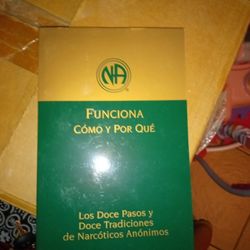 NA
FUNCIONA
CÓMO Y POR QUÉ
Los Doce Pasos y
Doce Tradiciones
de Narcóticos Anónimos